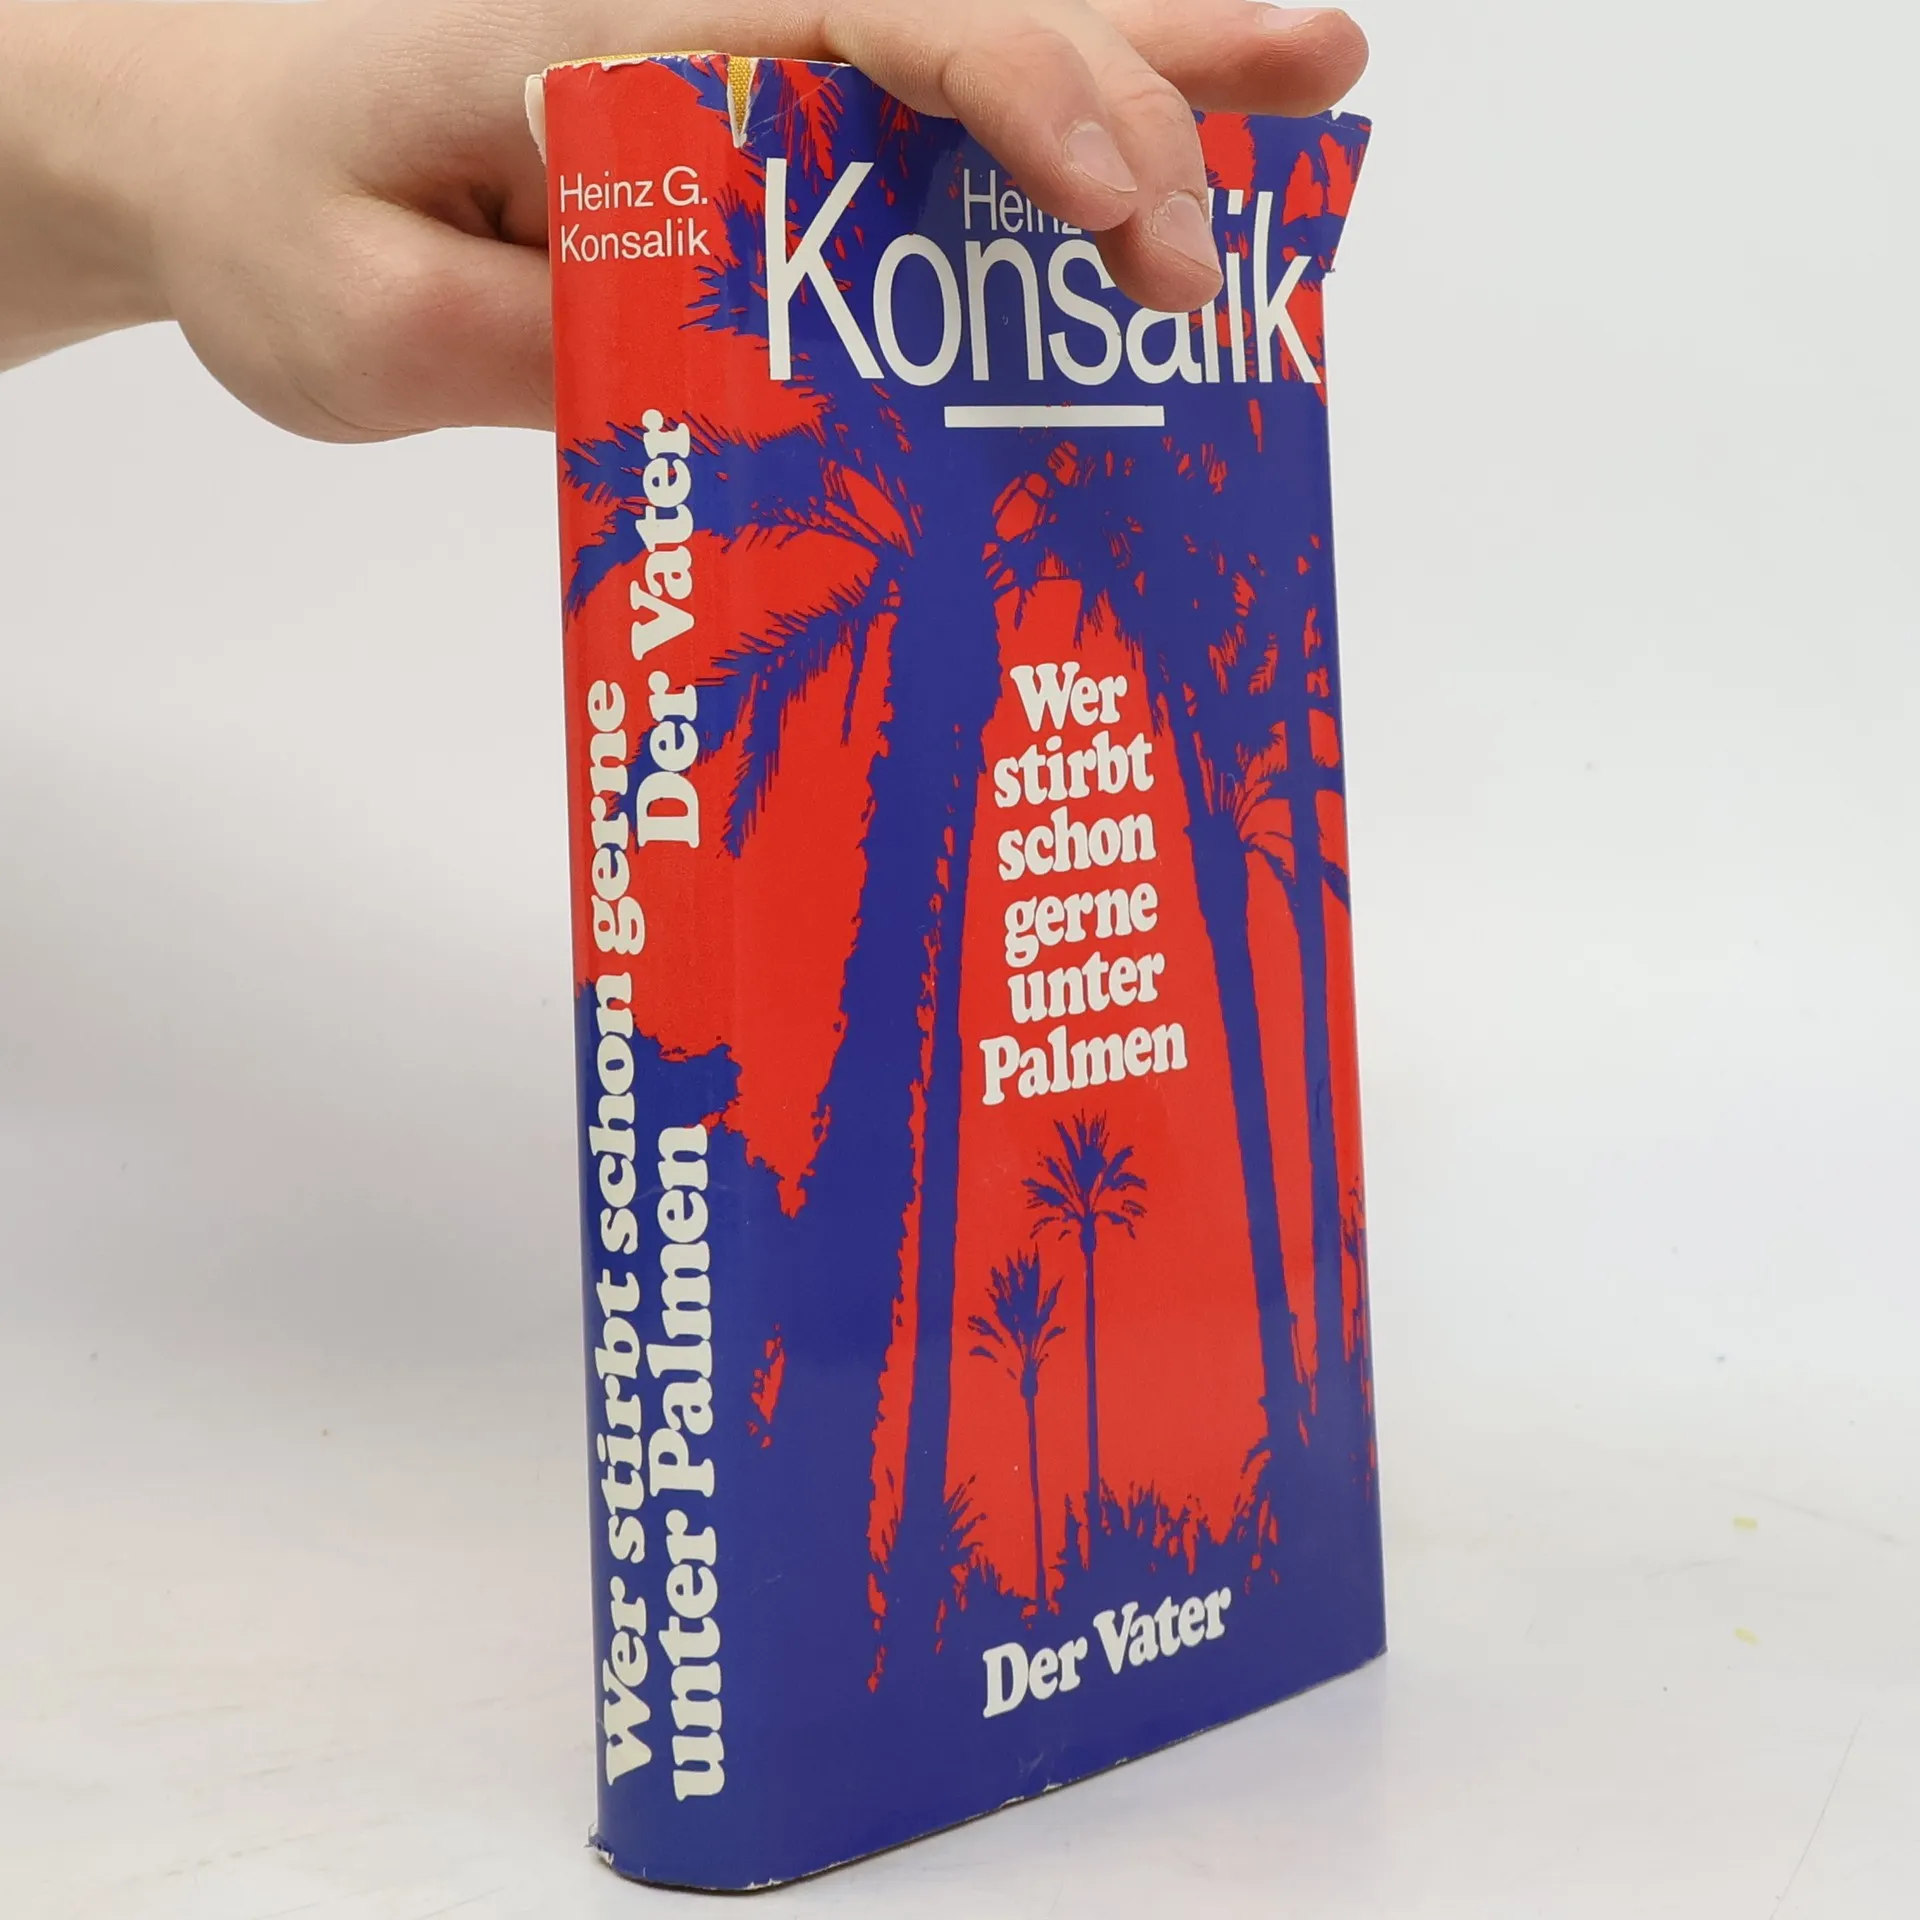 Heinz G.
Konsalik
Wer stirbt schon gerne
unter Palmen
Der Vater
Heinz
Konsalik
Wer
stirbt
schon
gerne
unter
Palmen
Der Vater